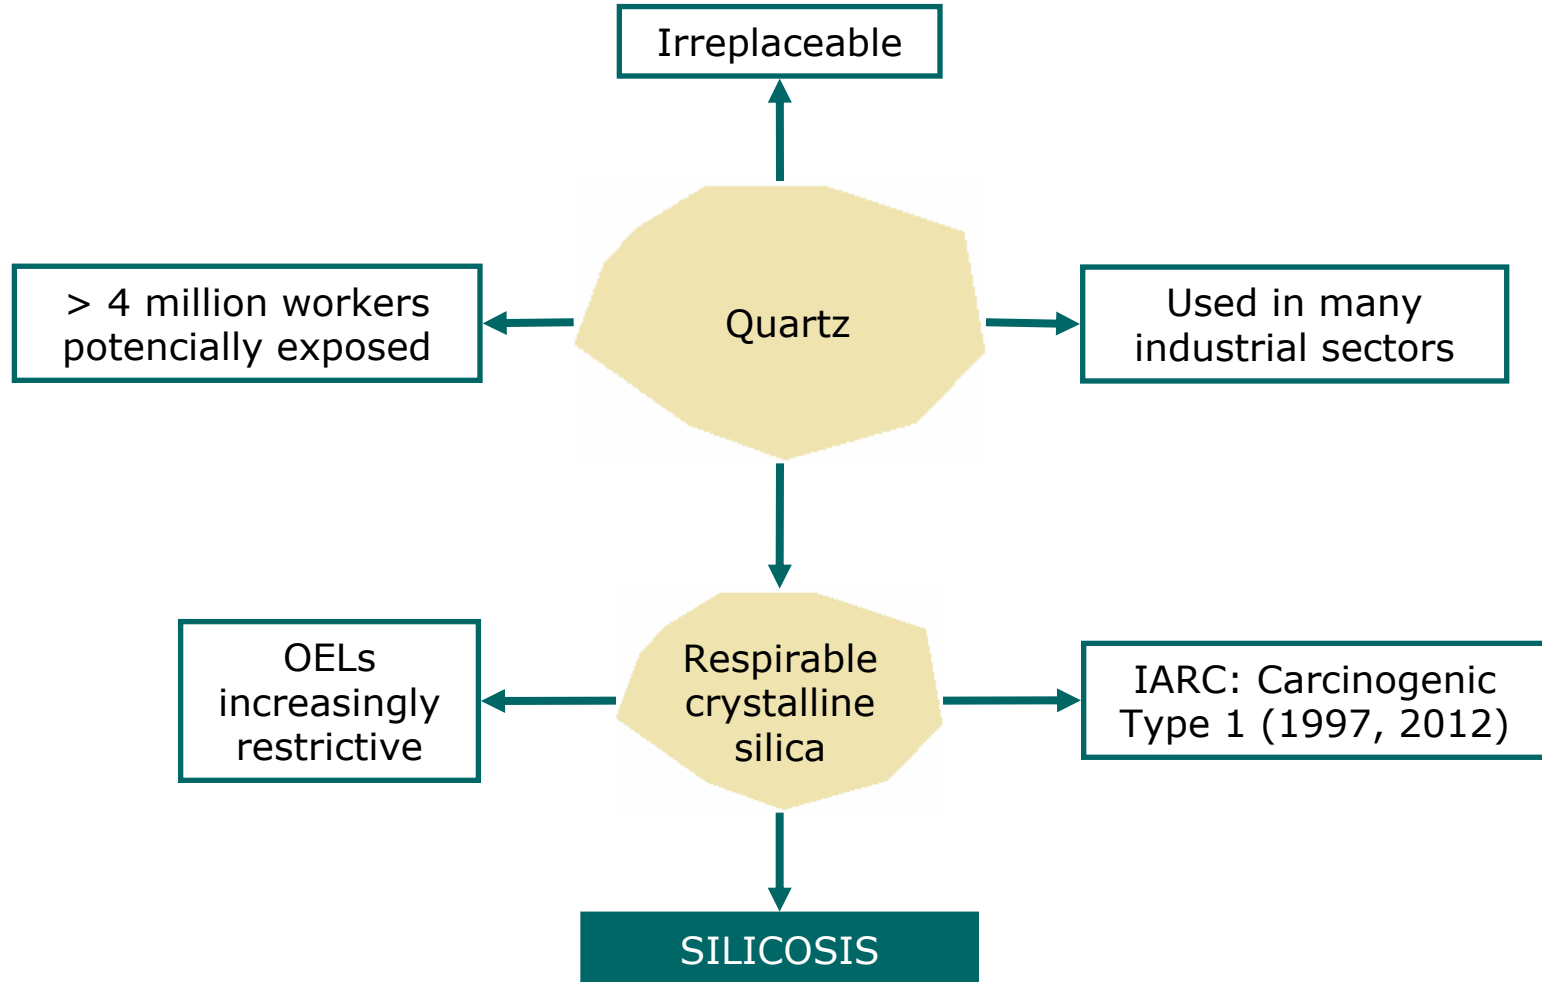 Irreplaceable
> 4 million workers
potencially exposed
Quartz
Used in many
industrial sectors
OELs
increasingly
restrictive
Respirable
crystalline
silica
IARC: Carcinogenic
Type 1 (1997, 2012)
SILICOSIS